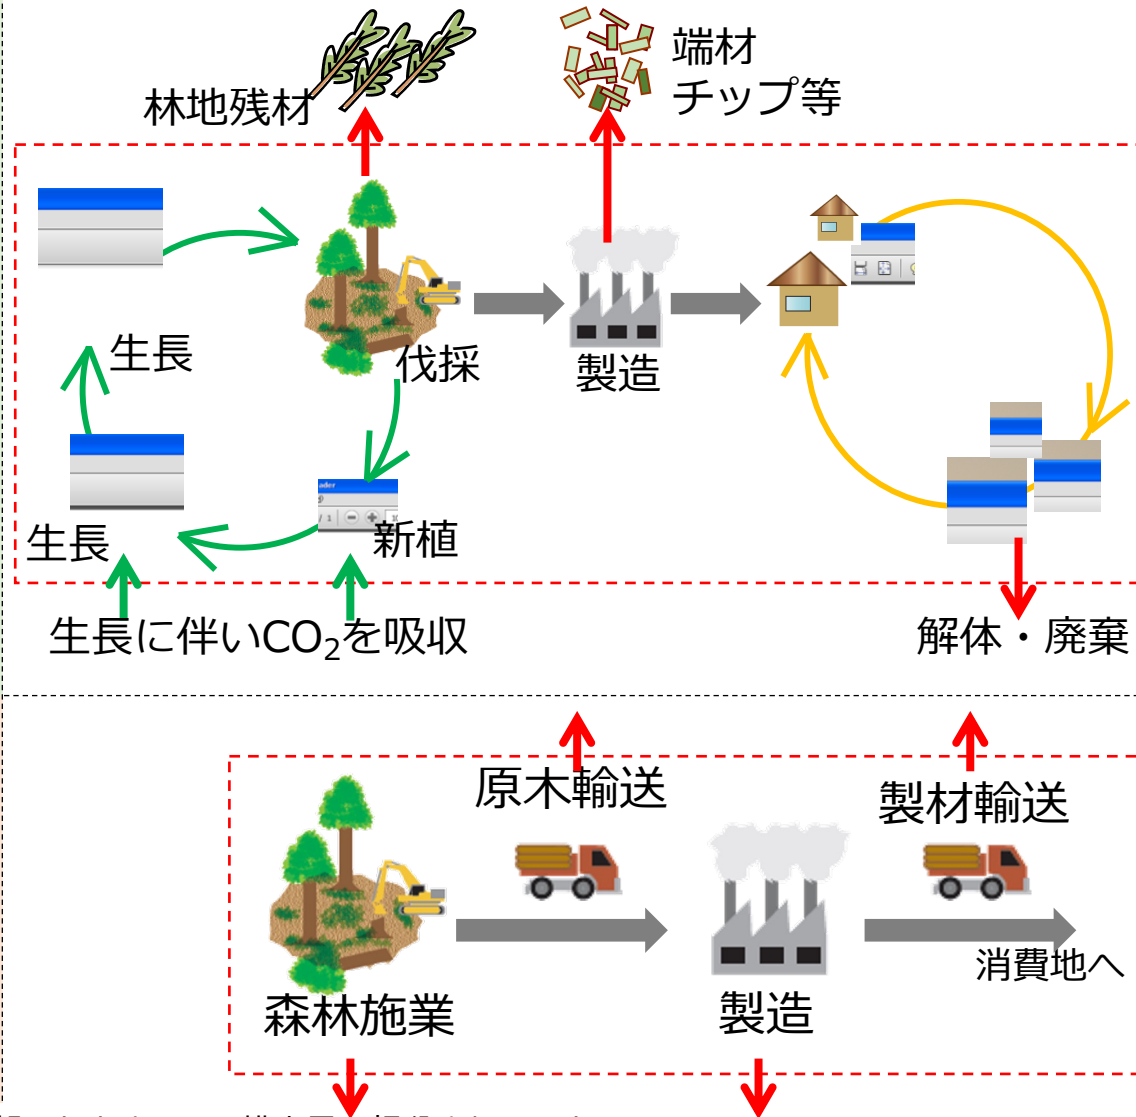 林地残材
端材
チップ等
生長
伐採
製造
生長
新植
生長に伴いCO₂を吸収
解体・廃棄
原木輸送
製材輸送
消費地へ
森林施業
製造